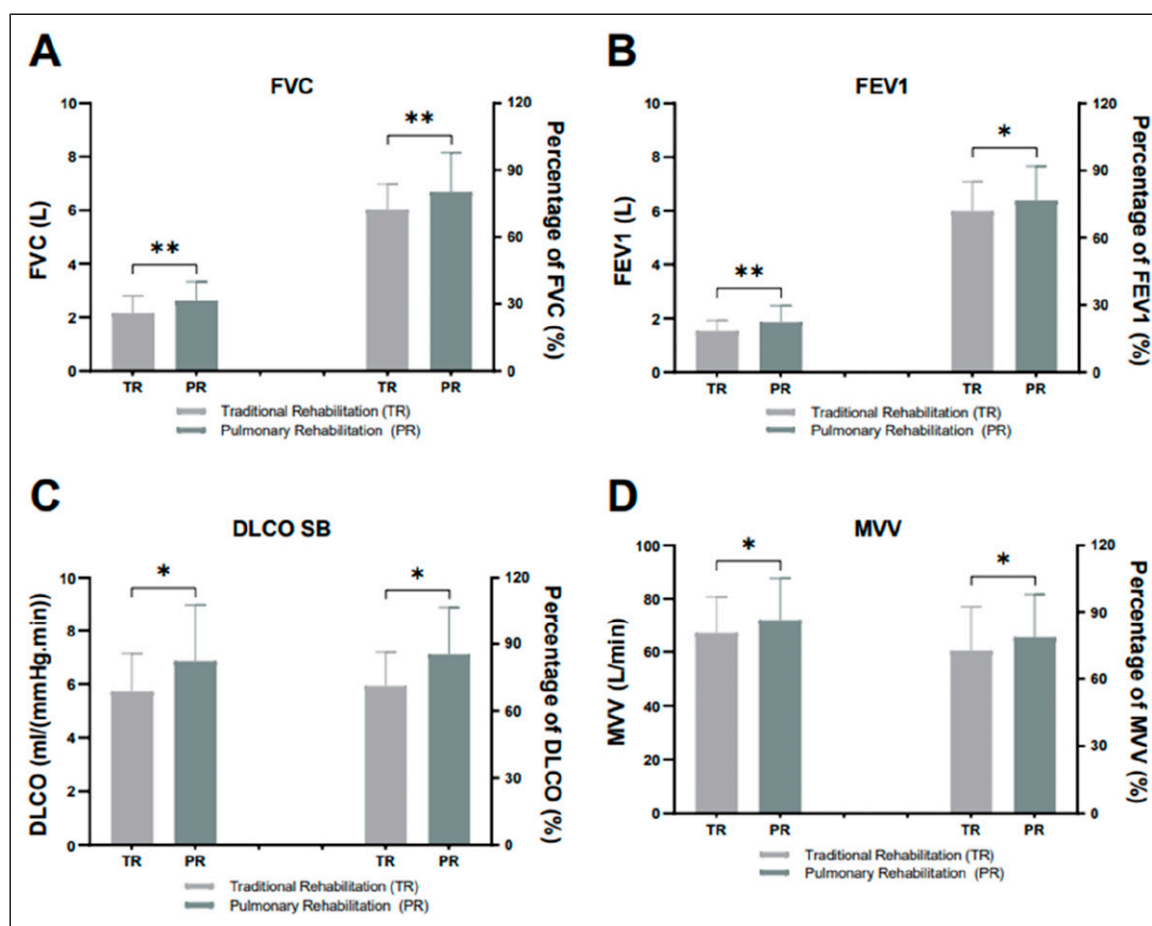 A
FVC
FVC (L)
10
8
6
4
2
0
**
**
120
90
60
30
0
Percentage of FVC (%)
TR PR TR PR
Traditional Rehabilitation (TR)
Pulmonary Rehabilitation (PR)
B
FEV1
FEV1 (L)
10
8
6
4
2
0
**
*
120
90
60
30
0
Percentage of FEV1 (%)
TR PR TR PR
Traditional Rehabilitation (TR)
Pulmonary Rehabilitation (PR)
C
DLCO SB
DLCO (ml/(mmHg.min))
10
8
6
4
2
0
*
*
120
90
60
30
0
Percentage of DLCO (%)
TR PR TR PR
Traditional Rehabilitation (TR)
Pulmonary Rehabilitation (PR)
D
MVV
MVV (L/min)
100
80
60
40
20
0
*
*
120
90
60
30
0
Percentage of MVV (%)
TR PR TR PR
Traditional Rehabilitation (TR)
Pulmonary Rehabilitation (PR)